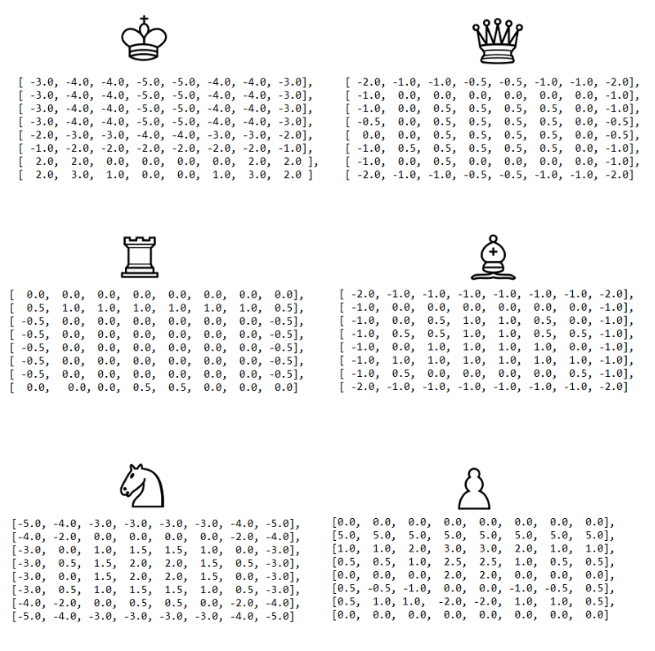 [ -3.0, -4.0, -4.0, -5.0, -5.0, -4.0, -4.0, -3.0],
[ -3.0, -4.0, -4.0, -5.0, -5.0, -4.0, -4.0, -3.0],
[ -3.0, -4.0, -4.0, -5.0, -5.0, -4.0, -4.0, -3.0],
[ -3.0, -4.0, -4.0, -5.0, -5.0, -4.0, -4.0, -3.0],
[ -2.0, -3.0, -3.0, -4.0, -4.0, -3.0, -3.0, -2.0],
[ -1.0, -2.0, -2.0, -2.0, -2.0, -2.0, -2.0, -1.0],
[ 2.0, 2.0, 0.0, 0.0, 0.0, 0.0, 2.0, 2.0 ],
[ 2.0, 3.0, 1.0, 0.0, 0.0, 1.0, 3.0, 2.0 ]
[ -2.0, -1.0, -1.0, -0.5, -0.5, -1.0, -1.0, -2.0],
[ -1.0, 0.0, 0.0, 0.0, 0.0, 0.0, 0.0, -1.0],
[ -1.0, 0.0, 0.5, 0.5, 0.5, 0.5, 0.0, -1.0],
[ -0.5, 0.0, 0.5, 0.5, 0.5, 0.5, 0.0, -0.5],
[ 0.0, 0.0, 0.5, 0.5, 0.5, 0.5, 0.0, -0.5],
[ -1.0, 0.5, 0.5, 0.5, 0.5, 0.5, 0.0, -1.0],
[ -1.0, 0.0, 0.5, 0.0, 0.0, 0.0, 0.0, -1.0],
[ -2.0, -1.0, -1.0, -0.5, -0.5, -1.0, -1.0, -2.0]
[ 0.0, 0.0, 0.0, 0.0, 0.0, 0.0, 0.0, 0.0],
[ 0.5, 1.0, 1.0, 1.0, 1.0, 1.0, 1.0, 0.5],
[ -0.5, 0.0, 0.0, 0.0, 0.0, 0.0, 0.0, -0.5],
[ -0.5, 0.0, 0.0, 0.0, 0.0, 0.0, 0.0, -0.5],
[ -0.5, 0.0, 0.0, 0.0, 0.0, 0.0, 0.0, -0.5],
[ -0.5, 0.0, 0.0, 0.0, 0.0, 0.0, 0.0, -0.5],
[ -0.5, 0.0, 0.0, 0.0, 0.0, 0.0, 0.0, -0.5],
[ 0.0, 0.0, 0.0, 0.5, 0.5, 0.0, 0.0, 0.0]
[ -2.0, -1.0, -1.0, -1.0, -1.0, -1.0, -1.0, -2.0],
[ -1.0, 0.0, 0.0, 0.0, 0.0, 0.0, 0.0, -1.0],
[ -1.0, 0.0, 0.5, 1.0, 1.0, 0.5, 0.0, -1.0],
[ -1.0, 0.5, 0.5, 1.0, 1.0, 0.5, 0.5, -1.0],
[ -1.0, 0.0, 1.0, 1.0, 1.0, 1.0, 0.0, -1.0],
[ -1.0, 1.0, 1.0, 1.0, 1.0, 1.0, 1.0, -1.0],
[ -1.0, 0.5, 0.0, 0.0, 0.0, 0.0, 0.5, -1.0],
[ -2.0, -1.0, -1.0, -1.0, -1.0, -1.0, -1.0, -2.0]
[-5.0, -4.0, -3.0, -3.0, -3.0, -3.0, -4.0, -5.0],
[-4.0, -2.0, 0.0, 0.0, 0.0, 0.0, -2.0, -4.0],
[-3.0, 0.0, 1.0, 1.5, 1.5, 1.0, 0.0, -3.0],
[-3.0, 0.5, 1.5, 2.0, 2.0, 1.5, 0.5, -3.0],
[-3.0, 0.0, 1.5, 2.0, 2.0, 1.5, 0.0, -3.0],
[-3.0, 0.5, 1.0, 1.5, 1.5, 1.0, 0.5, -3.0],
[-4.0, -2.0, 0.0, 0.5, 0.5, 0.0, -2.0, -4.0],
[-5.0, -4.0, -3.0, -3.0, -3.0, -3.0, -4.0, -5.0]
[0.0, 0.0, 0.0, 0.0, 0.0, 0.0, 0.0, 0.0],
[5.0, 5.0, 5.0, 5.0, 5.0, 5.0, 5.0, 5.0],
[1.0, 1.0, 2.0, 3.0, 3.0, 2.0, 1.0, 1.0],
[0.5, 0.5, 1.0, 2.5, 2.5, 1.0, 0.5, 0.5],
[0.0, 0.0, 0.0, 2.0, 2.0, 0.0, 0.0, 0.0],
[0.5, -0.5, -1.0, 0.0, 0.0, -1.0, -0.5, 0.5],
[0.5, 1.0, 1.0, -2.0, -2.0, 1.0, 1.0, 0.5],
[0.0, 0.0, 0.0, 0.0, 0.0, 0.0, 0.0, 0.0]